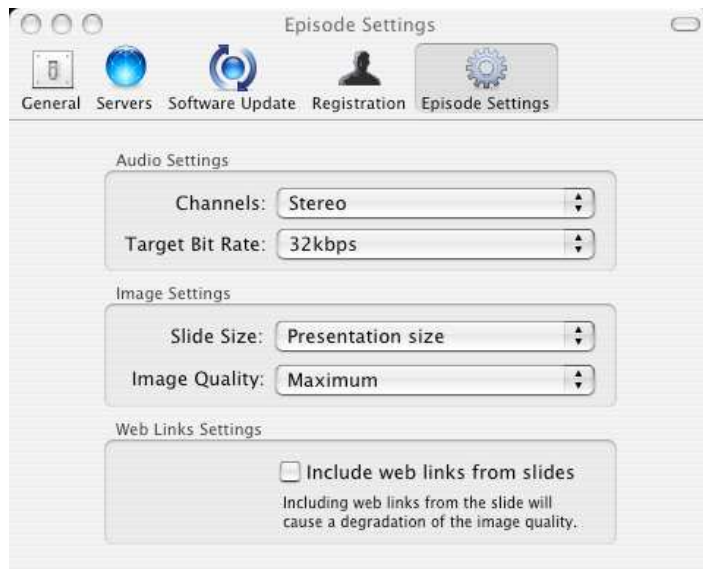 Episode Settings
General Servers Software Update Registration Episode Settings
Audio Settings
Channels: Stereo
Target Bit Rate: 32kbps
Image Settings
Slide Size: Presentation size
Image Quality: Maximum
Web Links Settings
Include web links from slides
Including web links from the slide will
cause a degradation of the image quality.